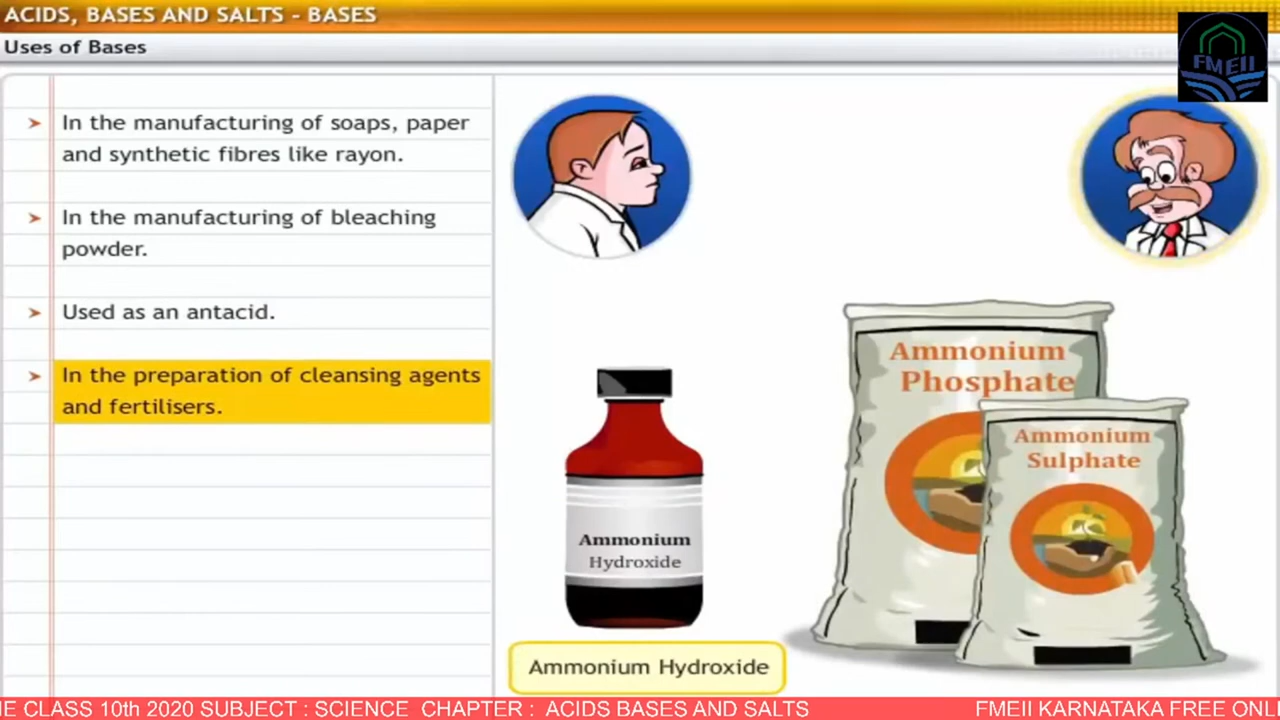 ACIDS, BASES AND SALTS - BASES
Uses of Bases
FMEII
➤ In the manufacturing of soaps, paper
and synthetic fibres like rayon.
➤ In the manufacturing of bleaching
powder.
➤ Used as an antacid.
➤ In the preparation of cleansing agents
and fertilisers.
Ammonium
Phosphate
Ammonium
Sulphate
Ammonium
Hydroxide
Ammonium Hydroxide
NE CLASS 10th 2020 SUBJECT : SCIENCE CHAPTER : ACIDS BASES AND SALTS FMEII KARNATAKA FREE ONLI